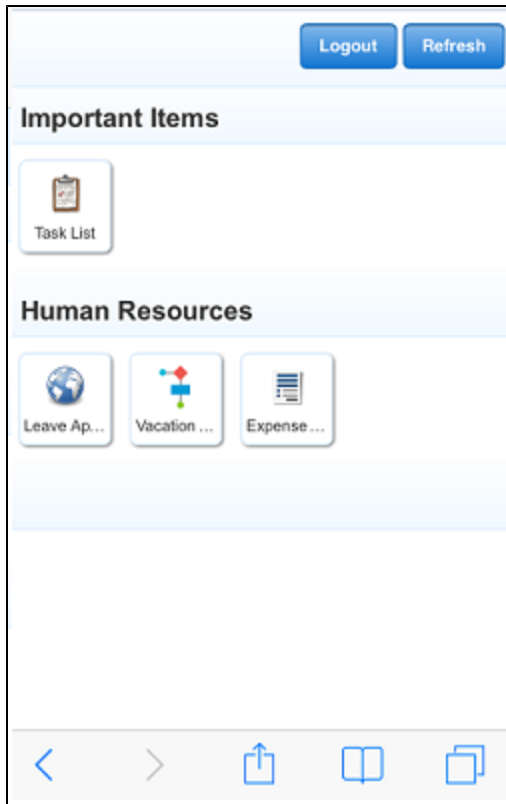 Logout Refresh
Important Items
Task List
Human Resources
Leave Ap... Vacation ... Expense ...